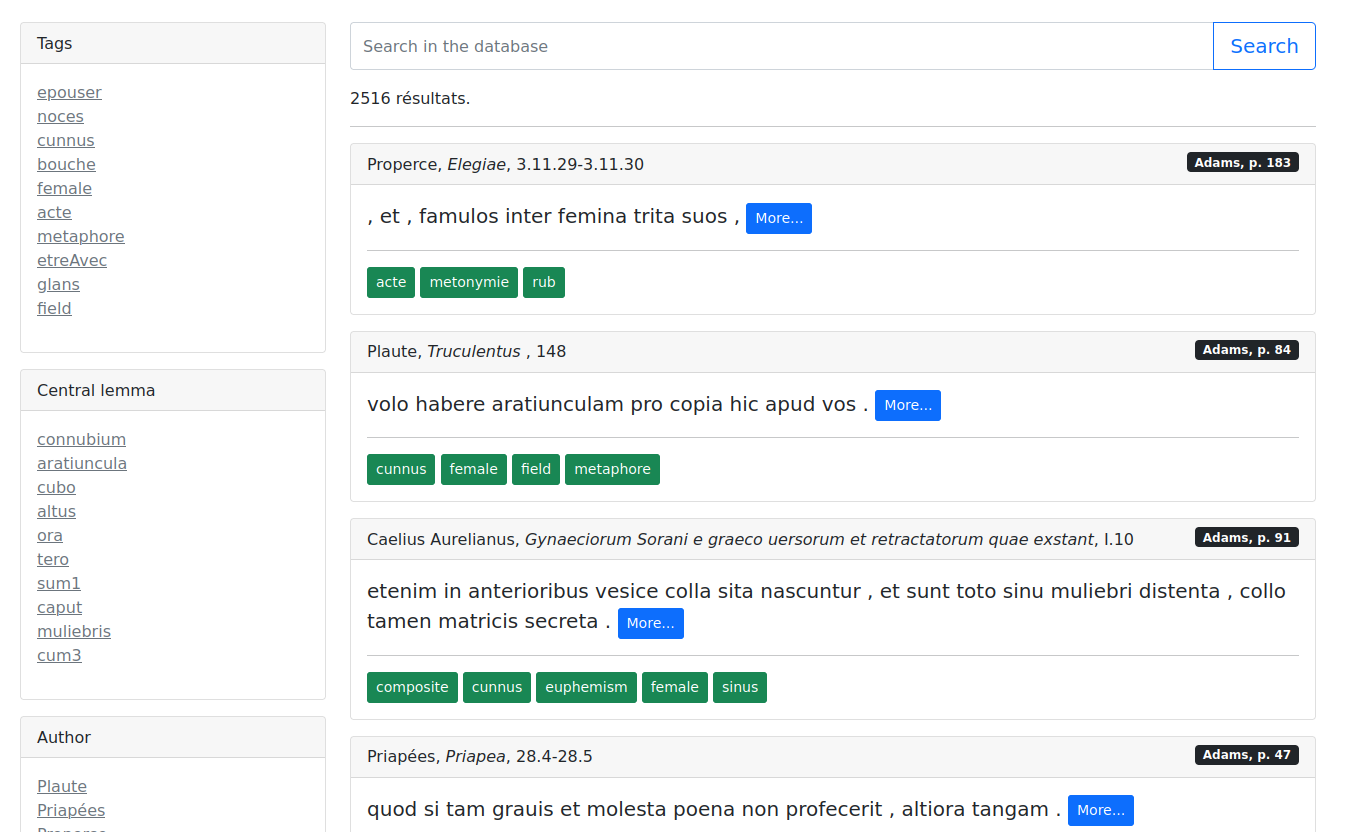 Tags
epouser
noces
cunnus
bouche
female
acte
metaphore
etreAvec
glans
field
Central lemma
connubium
aratiuncula
cubo
altus
ora
tero
sum1
caput
muliebris
cum3
Author
Plaute
Priapées
Search in the database
Search
2516 résultats.
Properce, Elegiae, 3.11.29-3.11.30
Adams, p. 183
, et , famulos inter femina trita suos , More...
acte metonymie rub
Plaute, Truculentus , 148
Adams, p. 84
volo habere aratiunculam pro copia hic apud vos . More...
cunnus female field metaphore
Caelius Aurelianus, Gynaeciorum Sorani e graeco uersorum et retractatorum quae exstant, I.10
Adams, p. 91
etenim in anterioribus vesice colla sita nascuntur , et sunt toto sinu muliebri distenta , collo
tamen matricis secreta . More...
composite cunnus euphemism female sinus
Priapées, Priapea, 28.4-28.5
Adams, p. 47
quod si tam grauis et molesta poena non profecerit , altiora tangam . More...